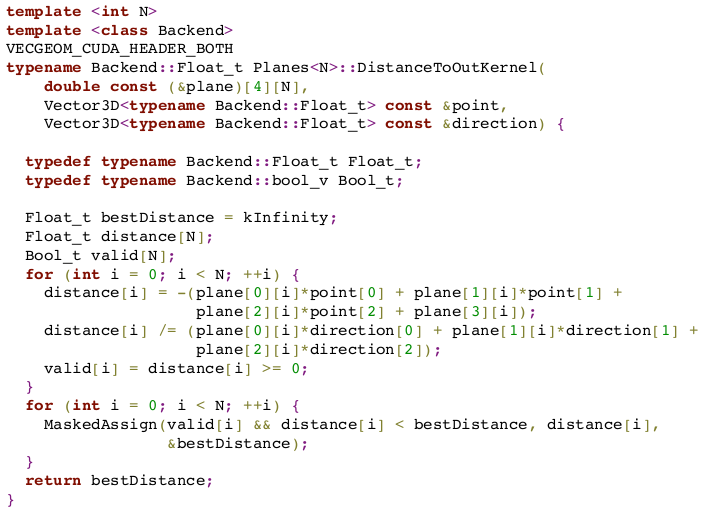 template <int N>
template <class Backend>
VECGEOM_CUDA_HEADER_BOTH
typename Backend::Float_t Planes<N>::DistanceToOutKernel(
    double const (&plane)[4][N],
    Vector3D<typename Backend::Float_t> const &point,
    Vector3D<typename Backend::Float_t> const &direction) {

  typedef typename Backend::Float_t Float_t;
  typedef typename Backend::bool_v Bool_t;

  Float_t bestDistance = kInfinity;
  Float_t distance[N];
  Bool_t valid[N];
  for (int i = 0; i < N; ++i) {
    distance[i] = -(plane[0][i]*point[0] + plane[1][i]*point[1] +
                    plane[2][i]*point[2] + plane[3][i]);
    distance[i] /= (plane[0][i]*direction[0] + plane[1][i]*direction[1] +
                    plane[2][i]*direction[2]);
    valid[i] = distance[i] >= 0;
  }
  for (int i = 0; i < N; ++i) {
    MaskedAssign(valid[i] && distance[i] < bestDistance, distance[i],
                 &bestDistance);
  }
  return bestDistance;
}